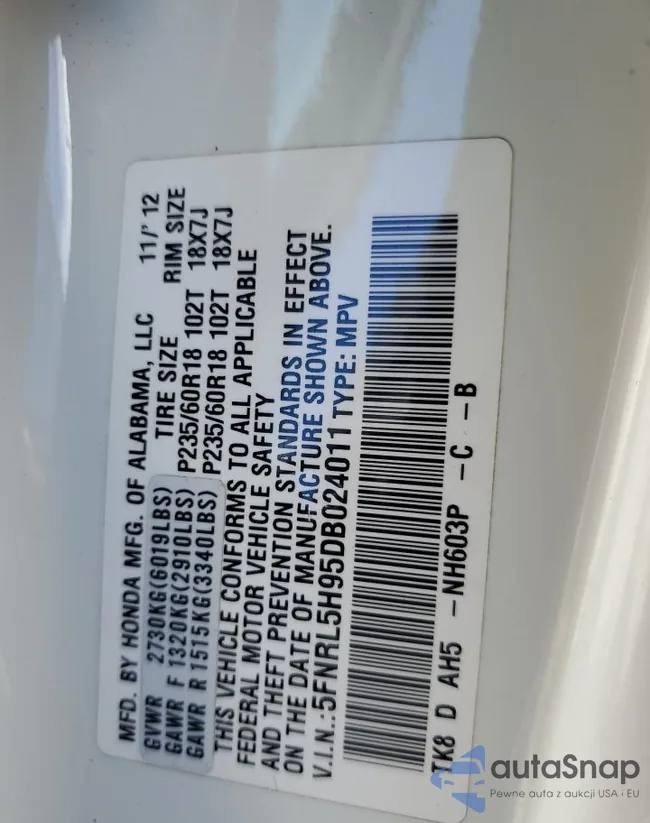 MFD. BY HONDA MFG. OF ALABAMA, LLC 11/' 12
GVWR 2730KG(6019LBS) TIRE SIZE RIM SIZE
GAWR F 1320KG(2910LBS) P235/60R18 102T 18X7J
GAWR R 1515KG(3340LBS) P235/60R18 102T 18X7J
THIS VEHICLE CONFORMS TO ALL APPLICABLE
FEDERAL MOTOR VEHICLE SAFETY
AND THEFT PREVENTION STANDARDS IN EFFECT
ON THE DATE OF MANUFACTURE SHOWN ABOVE.
V.I.N.:5FNRL5H95DB024011 TYPE: MPV
TK8 D AH5 -NH603P -C -B
autaSnap
Pewne auta z aukcji USA i EU